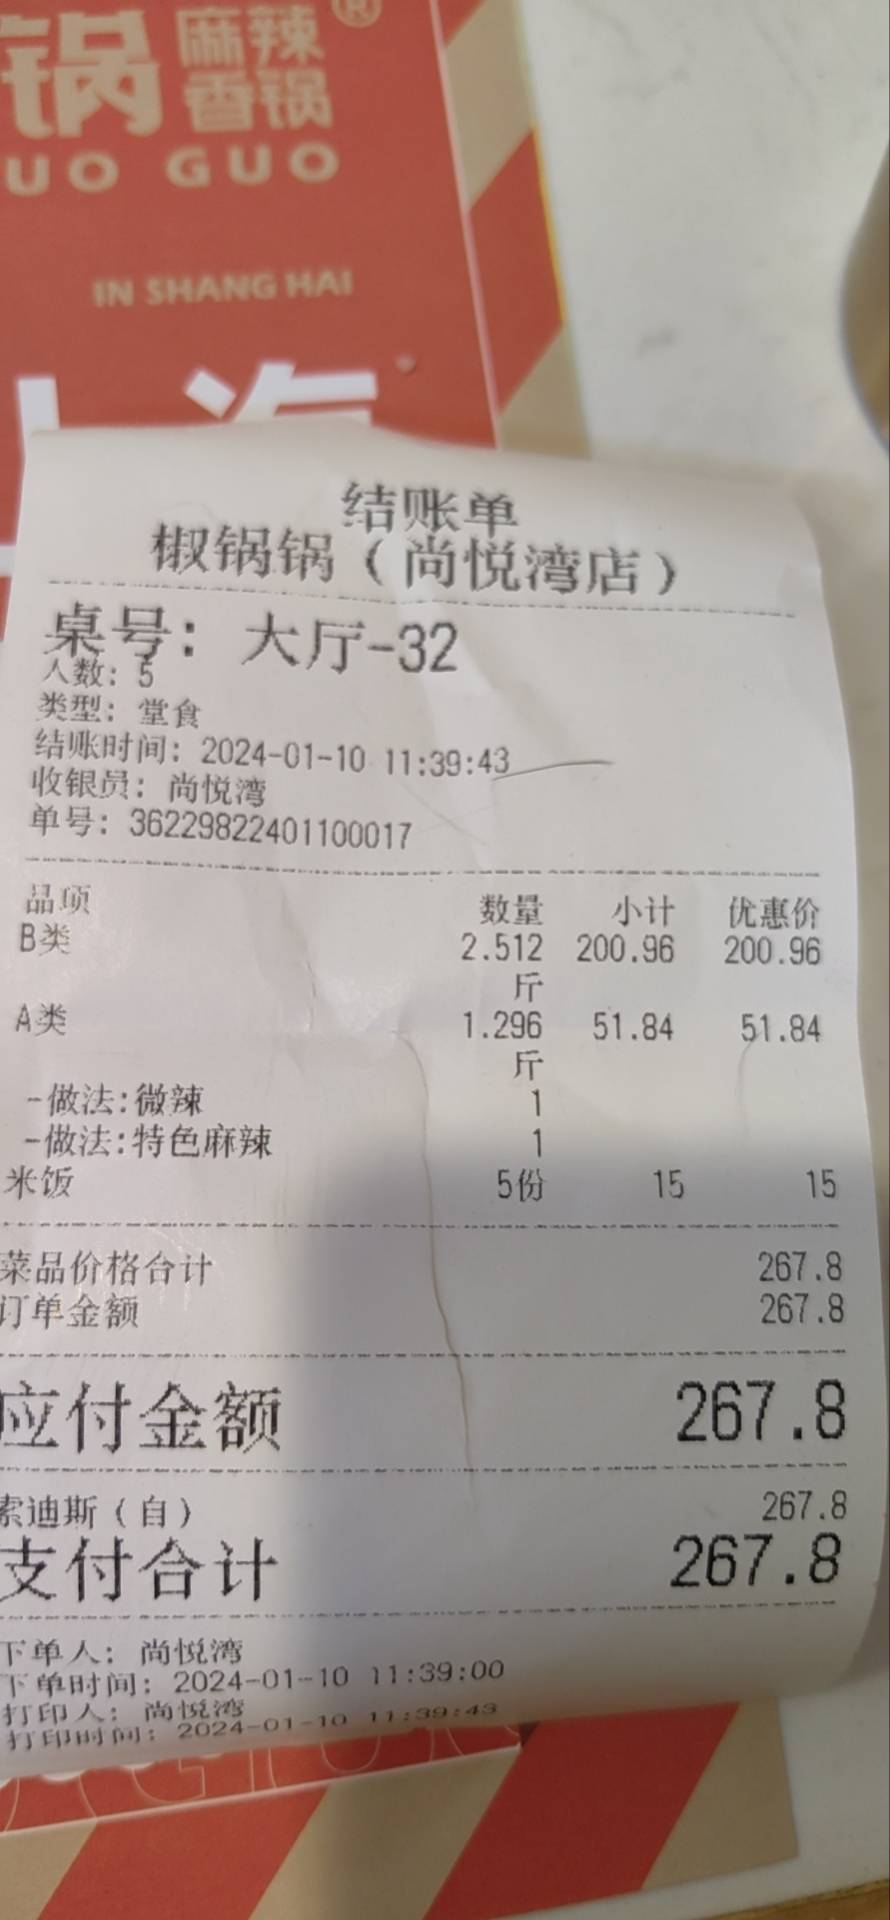 锅 麻辣
香锅
®
UO GUO
IN SHANG HAI
结账单
椒锅锅（尚悦湾店）
桌号：大厅-32
人数：5
类型：堂食
结账时间：2024-01-10 11:39:43
收银员：尚悦湾
单号：36229822401100017
品项 数量 小计 优惠价
B类 2.512 200.96 200.96
斤
A类 1.296 51.84 51.84
斤
-做法:微辣 1
-做法:特色麻辣 1
米饭 5份 15 15
菜品价格合计 267.8
订单金额 267.8
应付金额 267.8
索迪斯（自） 267.8
支付合计 267.8
下单人：尚悦湾
下单时间：2024-01-10 11:39:00
打印人：尚悦湾
打印时间：2024-01-10 11:39:43